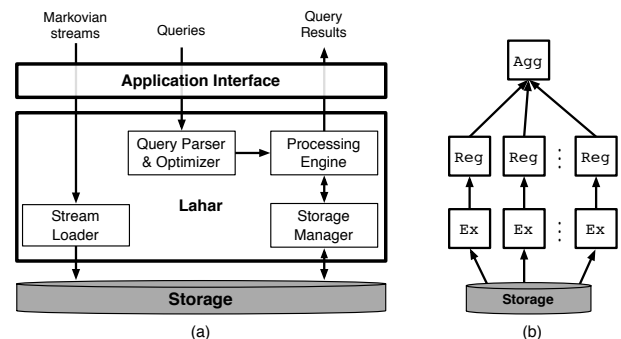 Markovian
streams
Queries
Query
Results
Application Interface
Query Parser
& Optimizer
Processing
Engine
Lahar
Stream
Loader
Storage
Manager
Storage
(a)
Agg
Reg Reg Reg
Ex Ex Ex
Storage
(b)